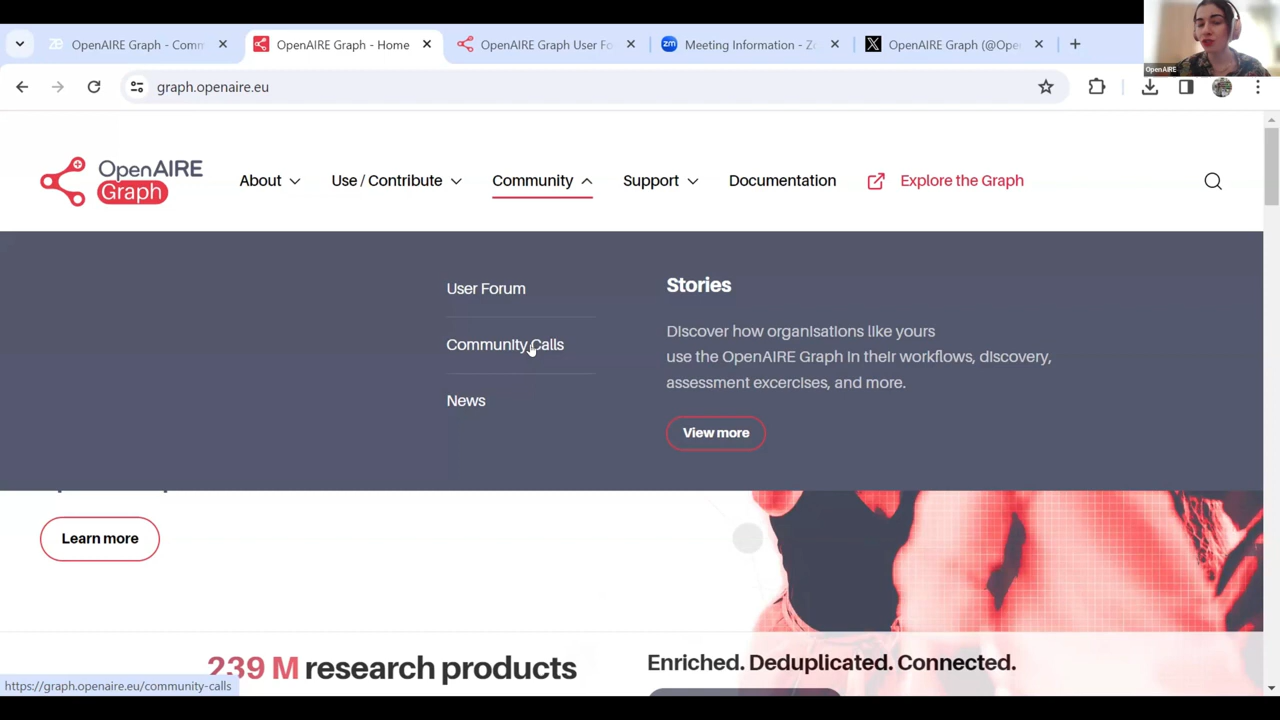 OpenAIRE Graph - Comm
OpenAIRE Graph - Home
OpenAIRE Graph User Fo
Meeting Information - Zo
OpenAIRE Graph (@Ope
OpenAIRE
graph.openaire.eu
OpenAIRE
Graph
About
Use / Contribute
Community
Support
Documentation
Explore the Graph
User Forum
Community Calls
News
Stories
Discover how organisations like yours
use the OpenAIRE Graph in their workflows, discovery,
assessment excercises, and more.
View more
Learn more
239 M research products
Enriched. Deduplicated. Connected.
https://graph.openaire.eu/community-calls